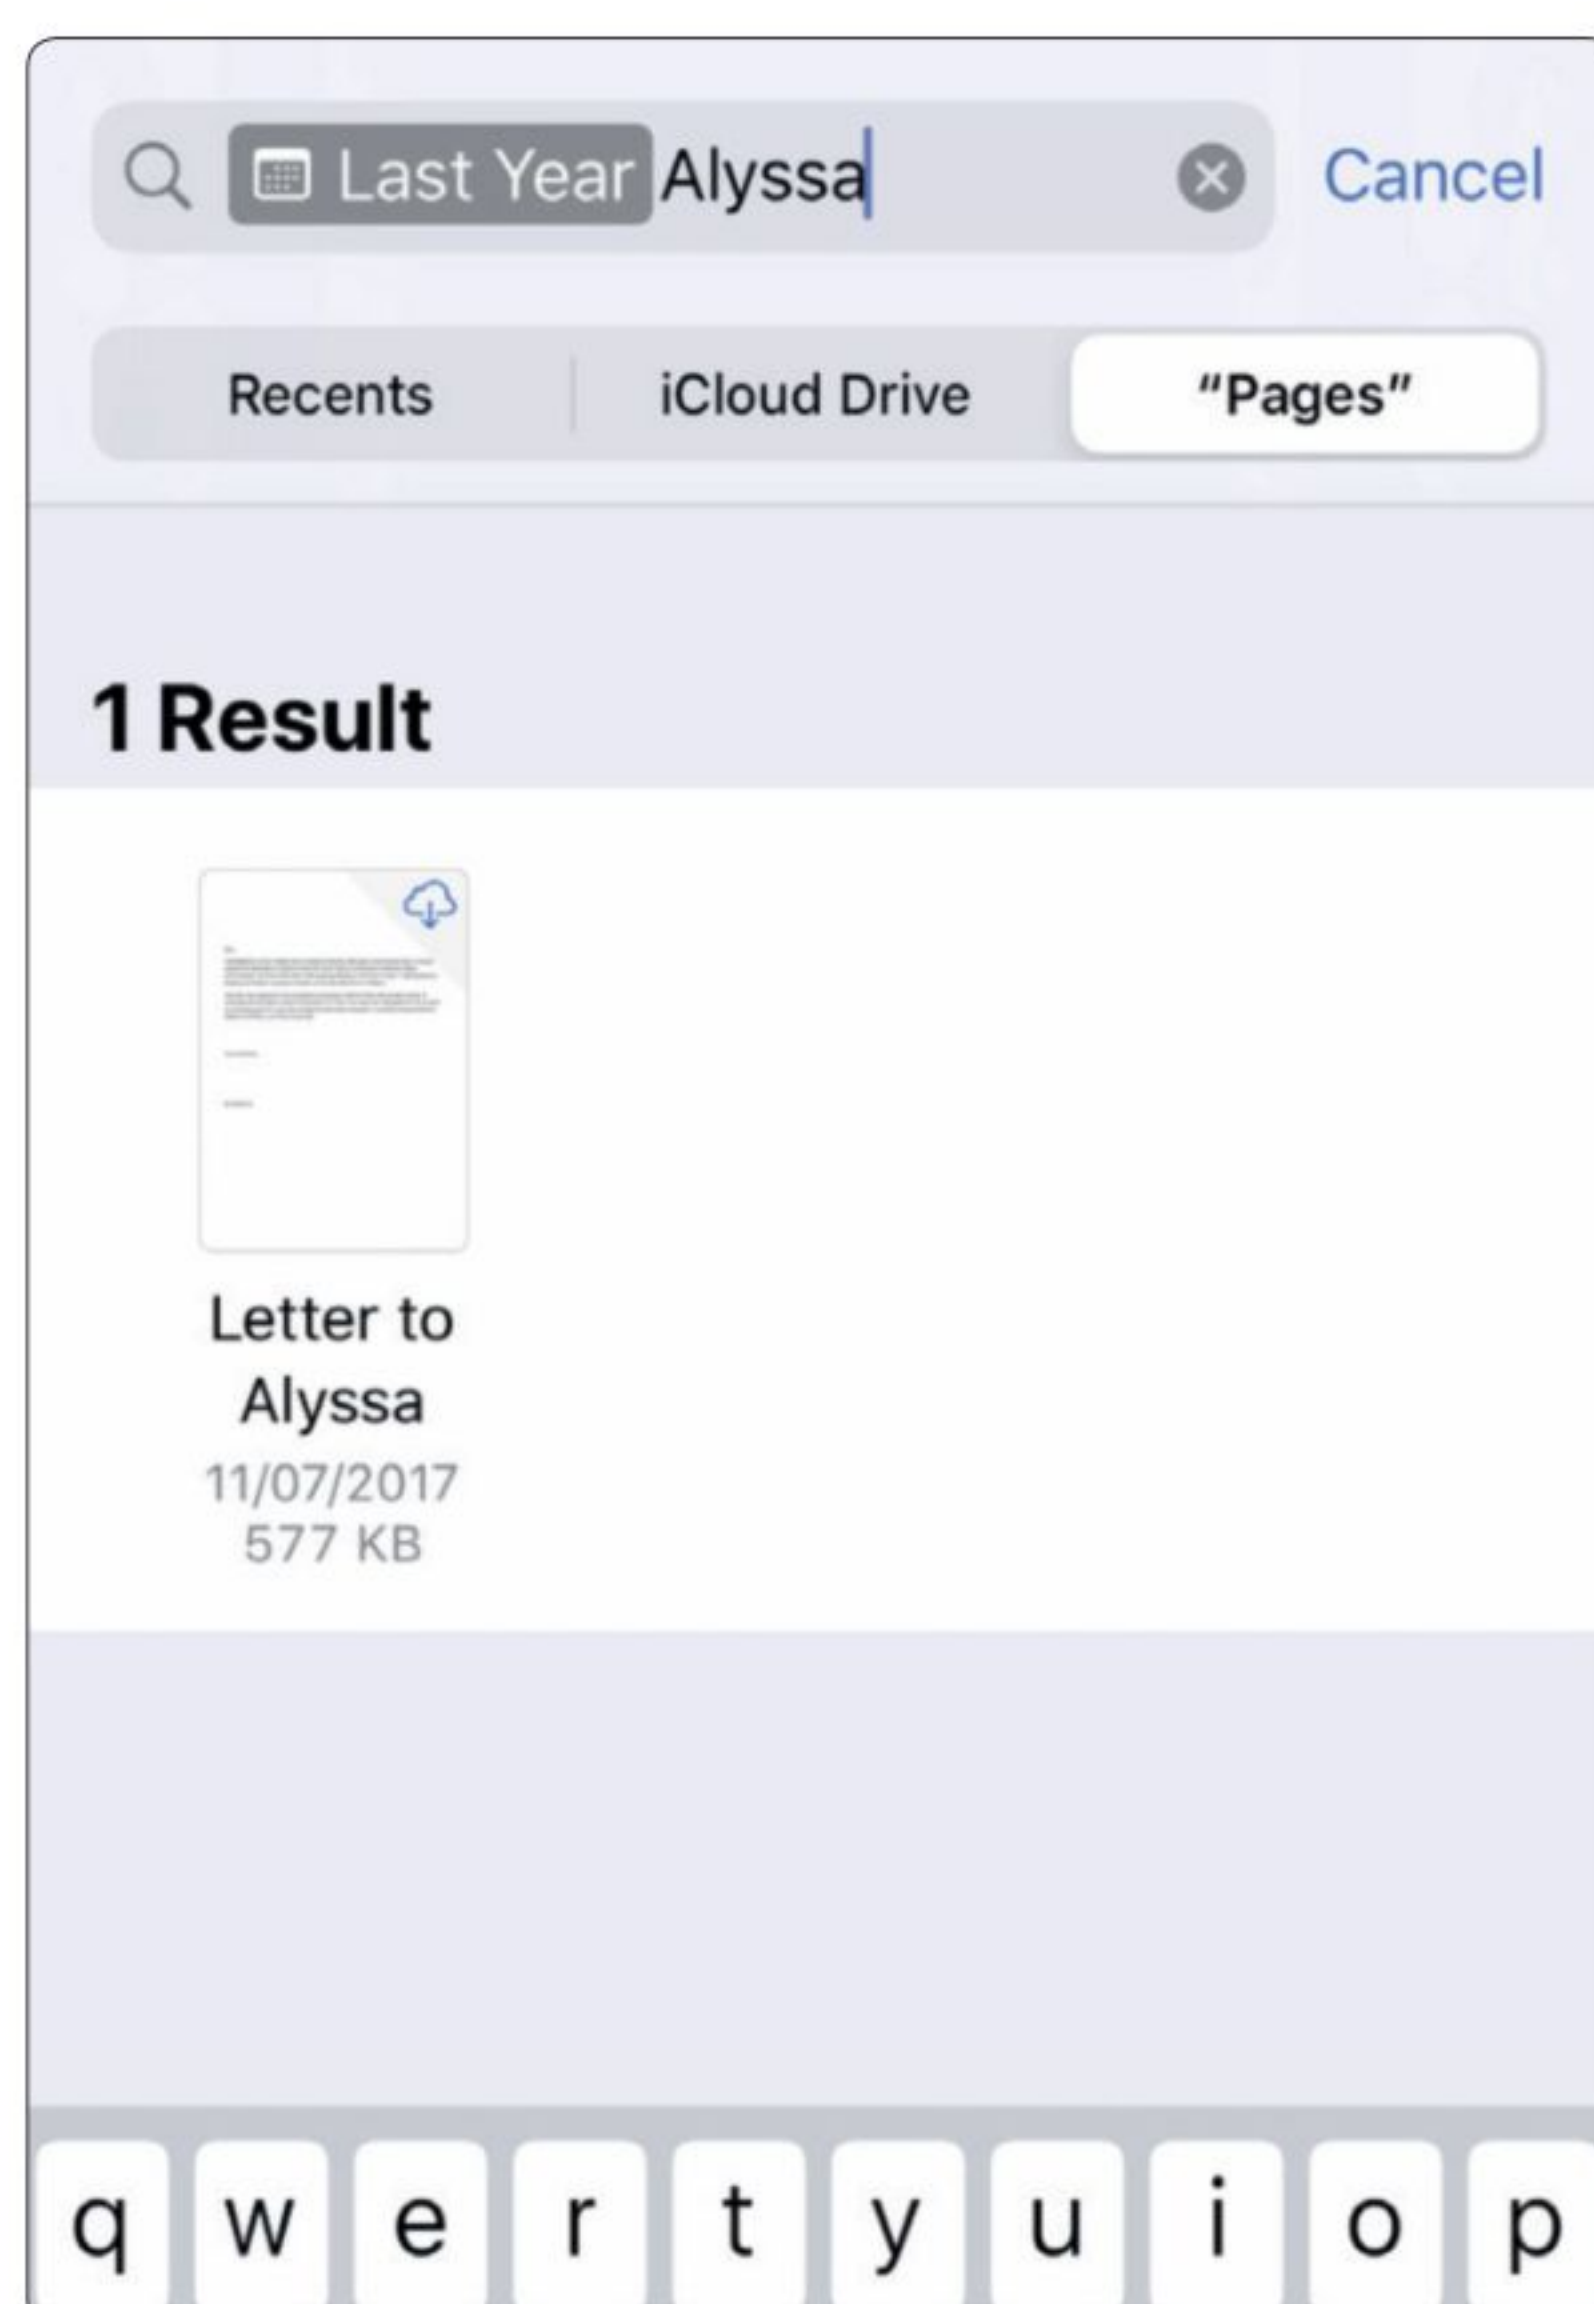 Last Year Alyssa Cancel
Recents iCloud Drive “Pages”
1 Result
Letter to
Alyssa
11/07/2017
577 KB
q w e r t y u i o p